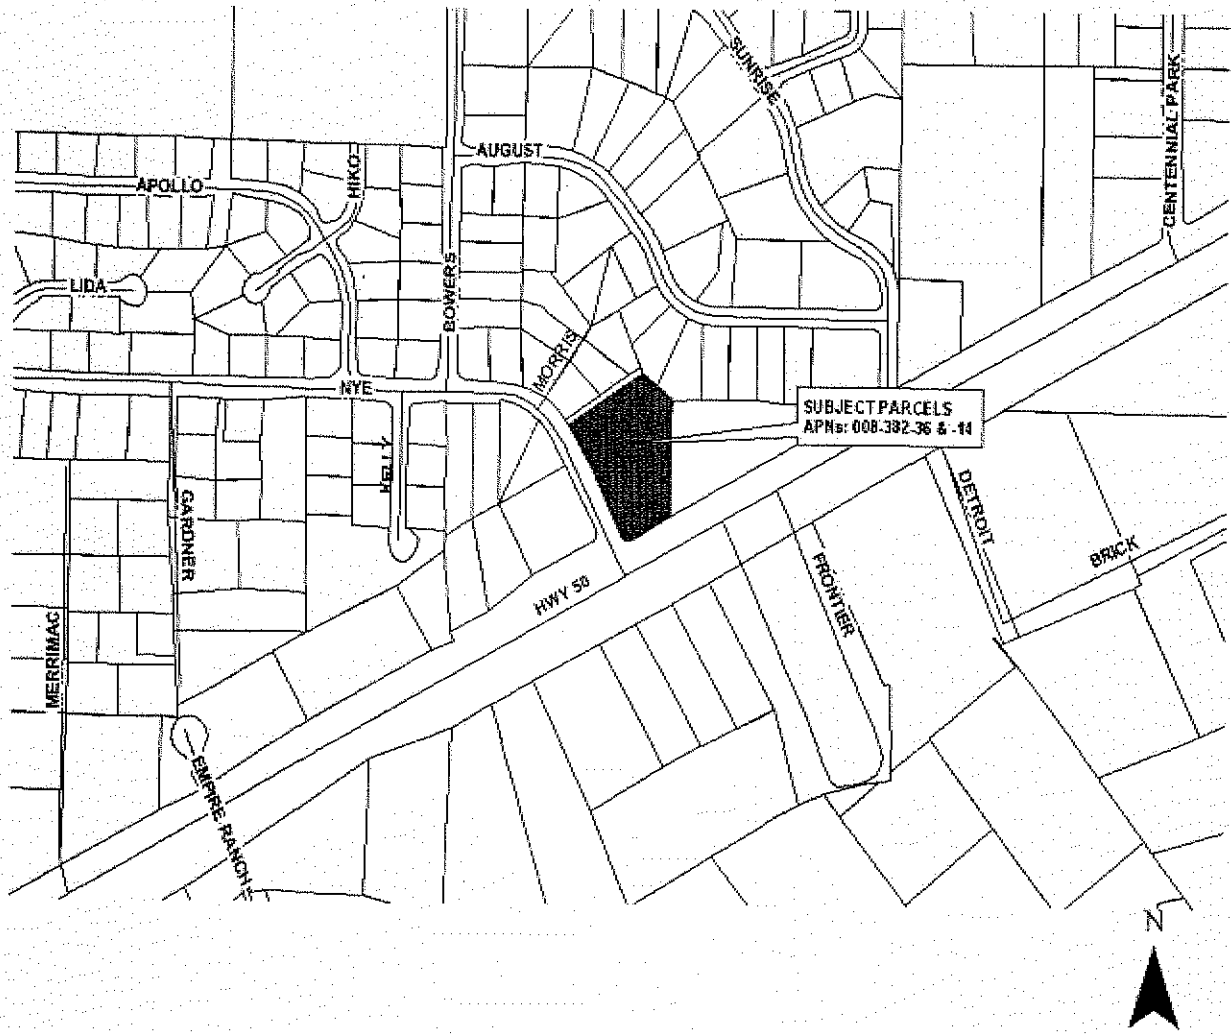 SUNRISE
CENTENNIAL PARK
AUGUST
HIKO
APOLLO
BOWERS
LIDA
MORRIS
NYE
SUBJECT PARCELS
APNs: 008-382-36 & -14
GARDNER
DETROIT
BRICK
FRONTIER
HWY 50
MERRIMAC
EMPIRE RANCH
N